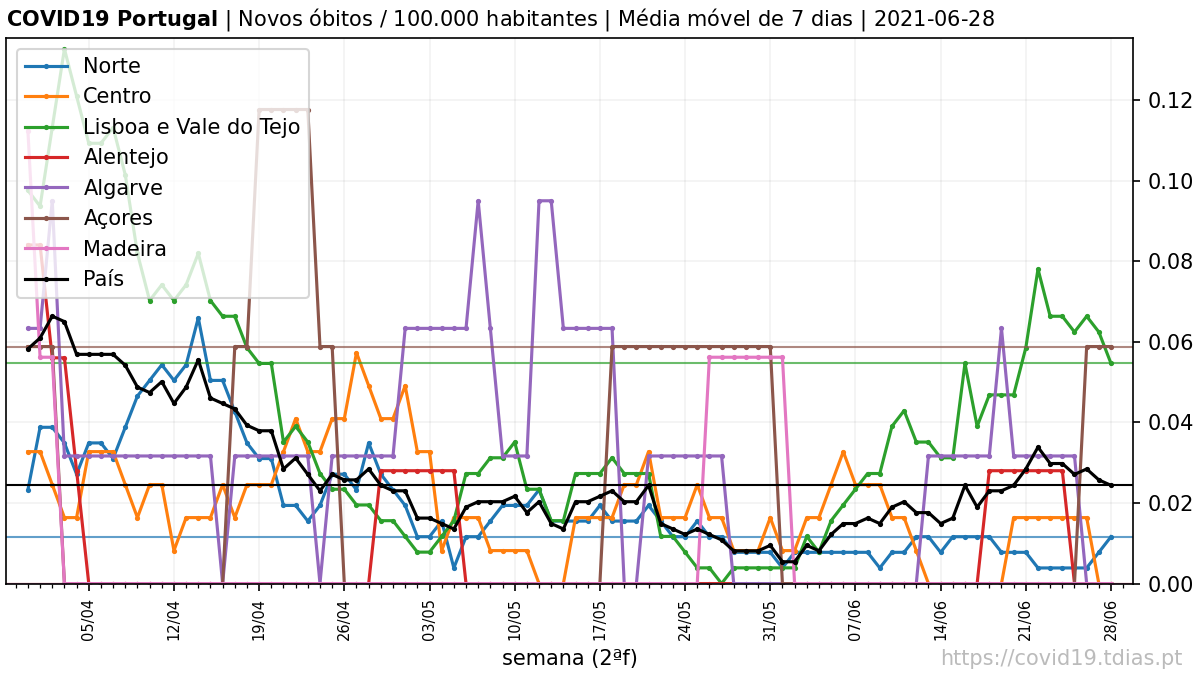 COVID19 Portugal | Novos óbitos / 100.000 habitantes | Média móvel de 7 dias | 2021-06-28
Norte
Centro
Lisboa e Vale do Tejo
Alentejo
Algarve
Açores
Madeira
País
0.12
0.10
0.08
0.06
0.04
0.02
0.00
05/04
12/04
19/04
26/04
03/05
10/05
17/05
24/05
31/05
07/06
14/06
21/06
28/06
semana (2ªf)
https://covid19.tdias.pt